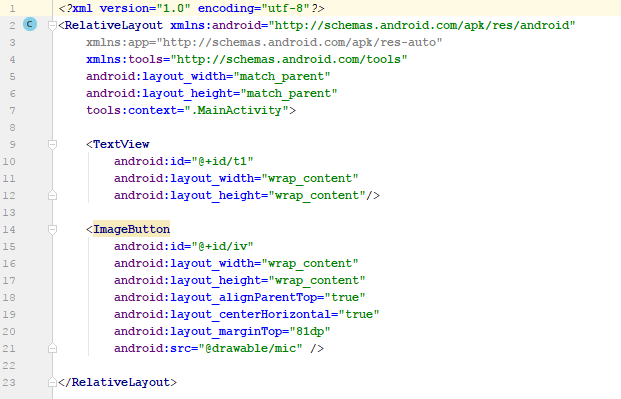 1 <?xml version="1.0" encoding="utf-8"?>
2 C <RelativeLayout xmlns:android="http://schemas.android.com/apk/res/android"
3 xmlns:app="http://schemas.android.com/apk/res-auto"
4 xmlns:tools="http://schemas.android.com/tools"
5 android:layout_width="match_parent"
6 android:layout_height="match_parent"
7 tools:context=".MainActivity">
8
9 <TextView
10 android:id="@+id/t1"
11 android:layout_width="wrap_content"
12 android:layout_height="wrap_content"/>
13
14 <ImageButton
15 android:id="@+id/iv"
16 android:layout_width="wrap_content"
17 android:layout_height="wrap_content"
18 android:layout_alignParentTop="true"
19 android:layout_centerHorizontal="true"
20 android:layout_marginTop="81dp"
21 android:src="@drawable/mic" />
22
23 </RelativeLayout>